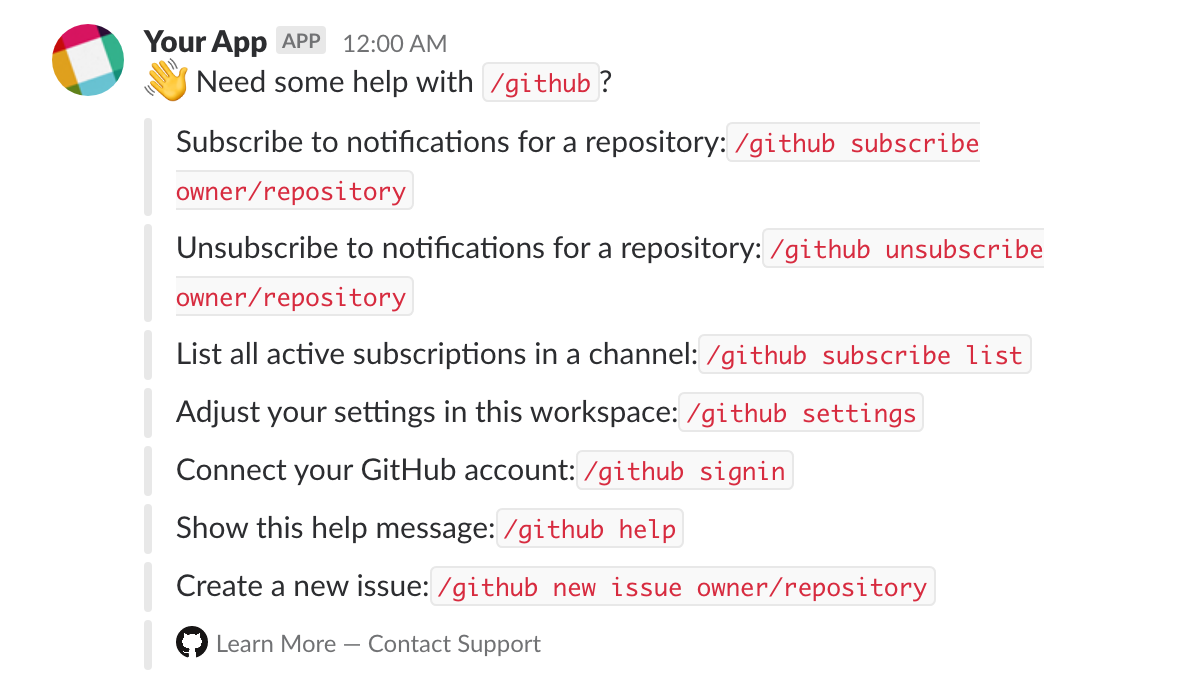 Your App APP 12:00 AM
👋 Need some help with /github?
Subscribe to notifications for a repository: /github subscribe
owner/repository
Unsubscribe to notifications for a repository: /github unsubscribe
owner/repository
List all active subscriptions in a channel: /github subscribe list
Adjust your settings in this workspace: /github settings
Connect your GitHub account: /github signin
Show this help message: /github help
Create a new issue: /github new issue owner/repository
Learn More — Contact Support